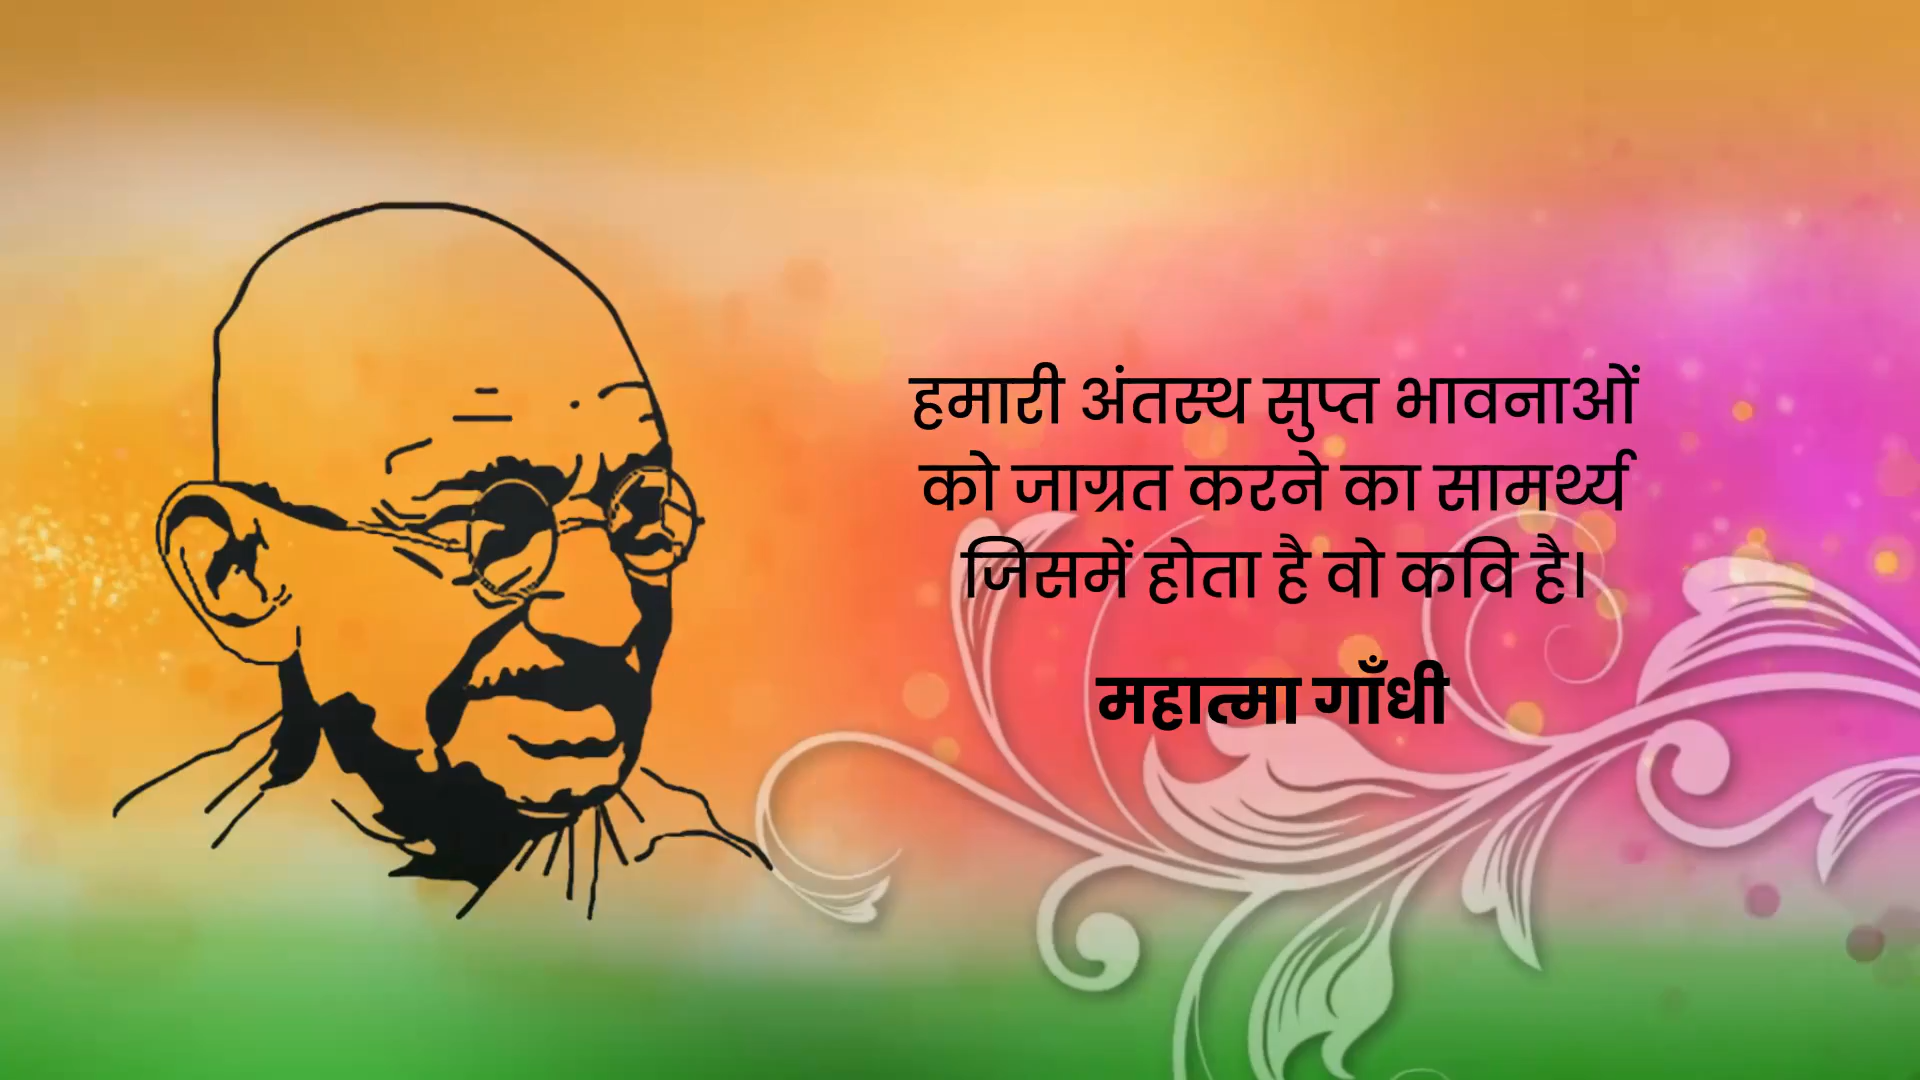 हमारी अंतस्थ सुप्त भावनाओं
को जाग्रत करने का सामर्थ्य
जिसमें होता है वो कवि है।
महात्मा गाँधी